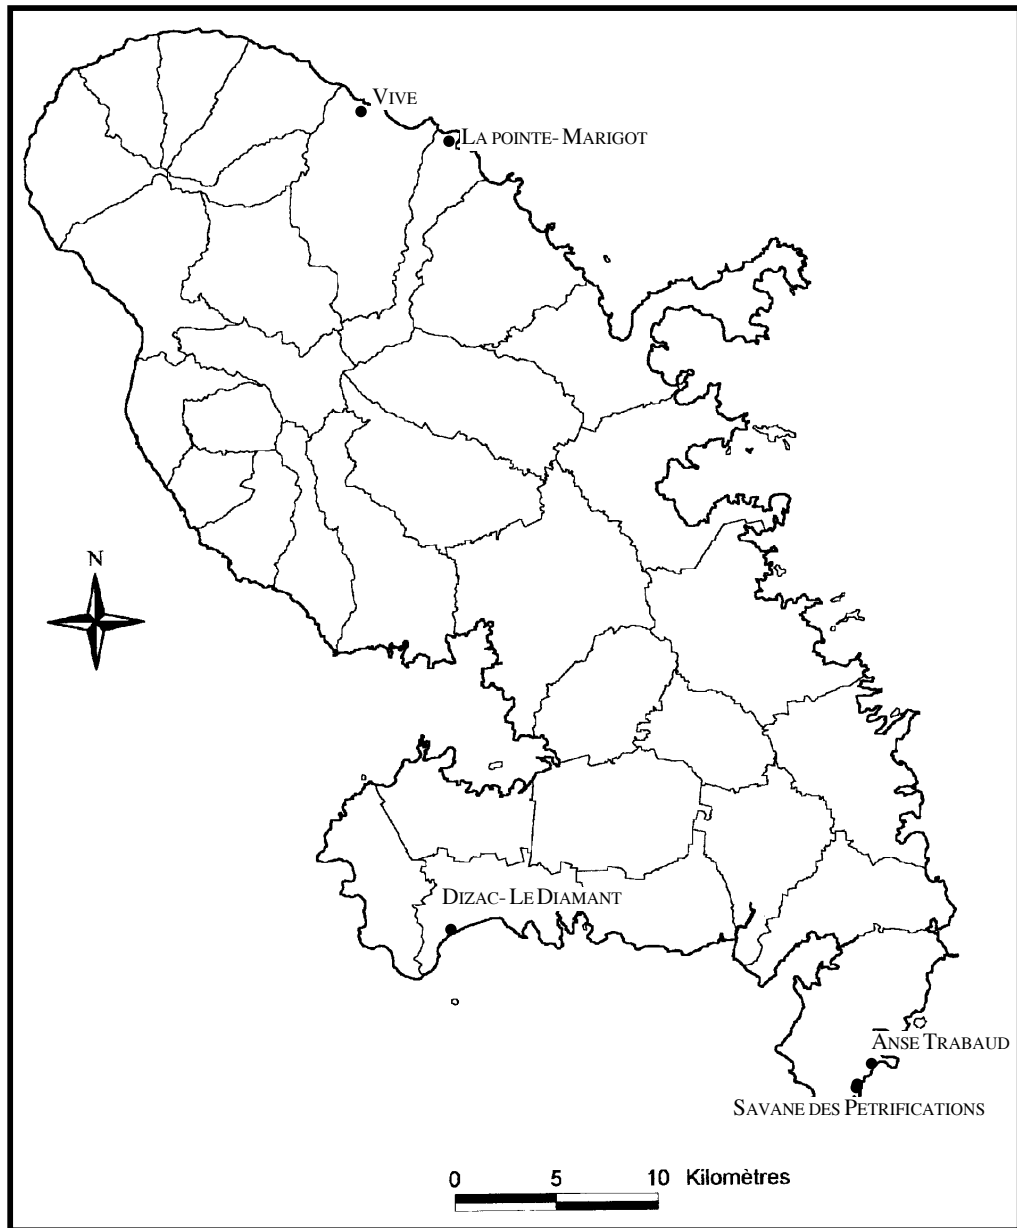 VIVE
LA POINTE-MARIGOT
N
DIZAC-LE DIAMANT
ANSE TRABAUD
SAVANE DES PETRIFICATIONS
0 5 10 Kilomètres